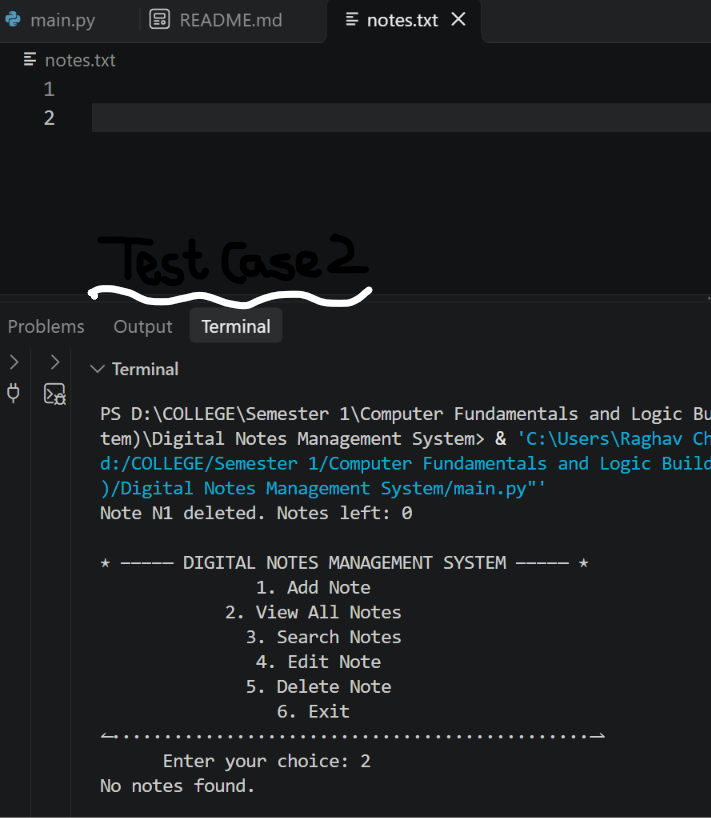 main.py README.md notes.txt
notes.txt
1
2
Test Case 2
Problems Output Terminal
Terminal
PS D:\COLLEGE\Semester 1\Computer Fundamentals and Logic Bu
tem)\Digital Notes Management System> & 'C:\Users\Raghav Ch
d:/COLLEGE/Semester 1/Computer Fundamentals and Logic Build
)/Digital Notes Management System/main.py"'
Note N1 deleted. Notes left: 0
★ ————— DIGITAL NOTES MANAGEMENT SYSTEM ————— ★
1. Add Note
2. View All Notes
3. Search Notes
4. Edit Note
5. Delete Note
6. Exit
Enter your choice: 2
No notes found.